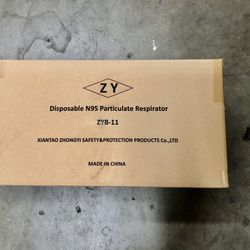 ZY
Disposable N95 Particulate Respirator
ZYB-11
XIANTAO ZHONGYI SAFETY&PROTECTION PRODUCTS Co.,LTD
MADE IN CHINA